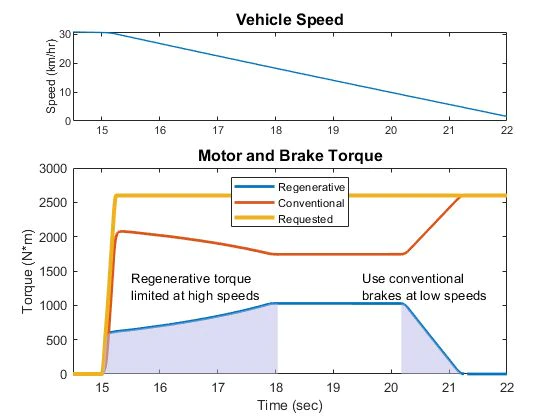 Vehicle Speed
Speed (km/hr)
30
20
10
0
15 16 17 18 19 20 21 22
Motor and Brake Torque
Torque (N*m)
3000
2500
2000
1500
1000
500
0
Regenerative
Conventional
Requested
Regenerative torque
limited at high speeds
Use conventional
brakes at low speeds
15 16 17 18 19 20 21 22
Time (sec)